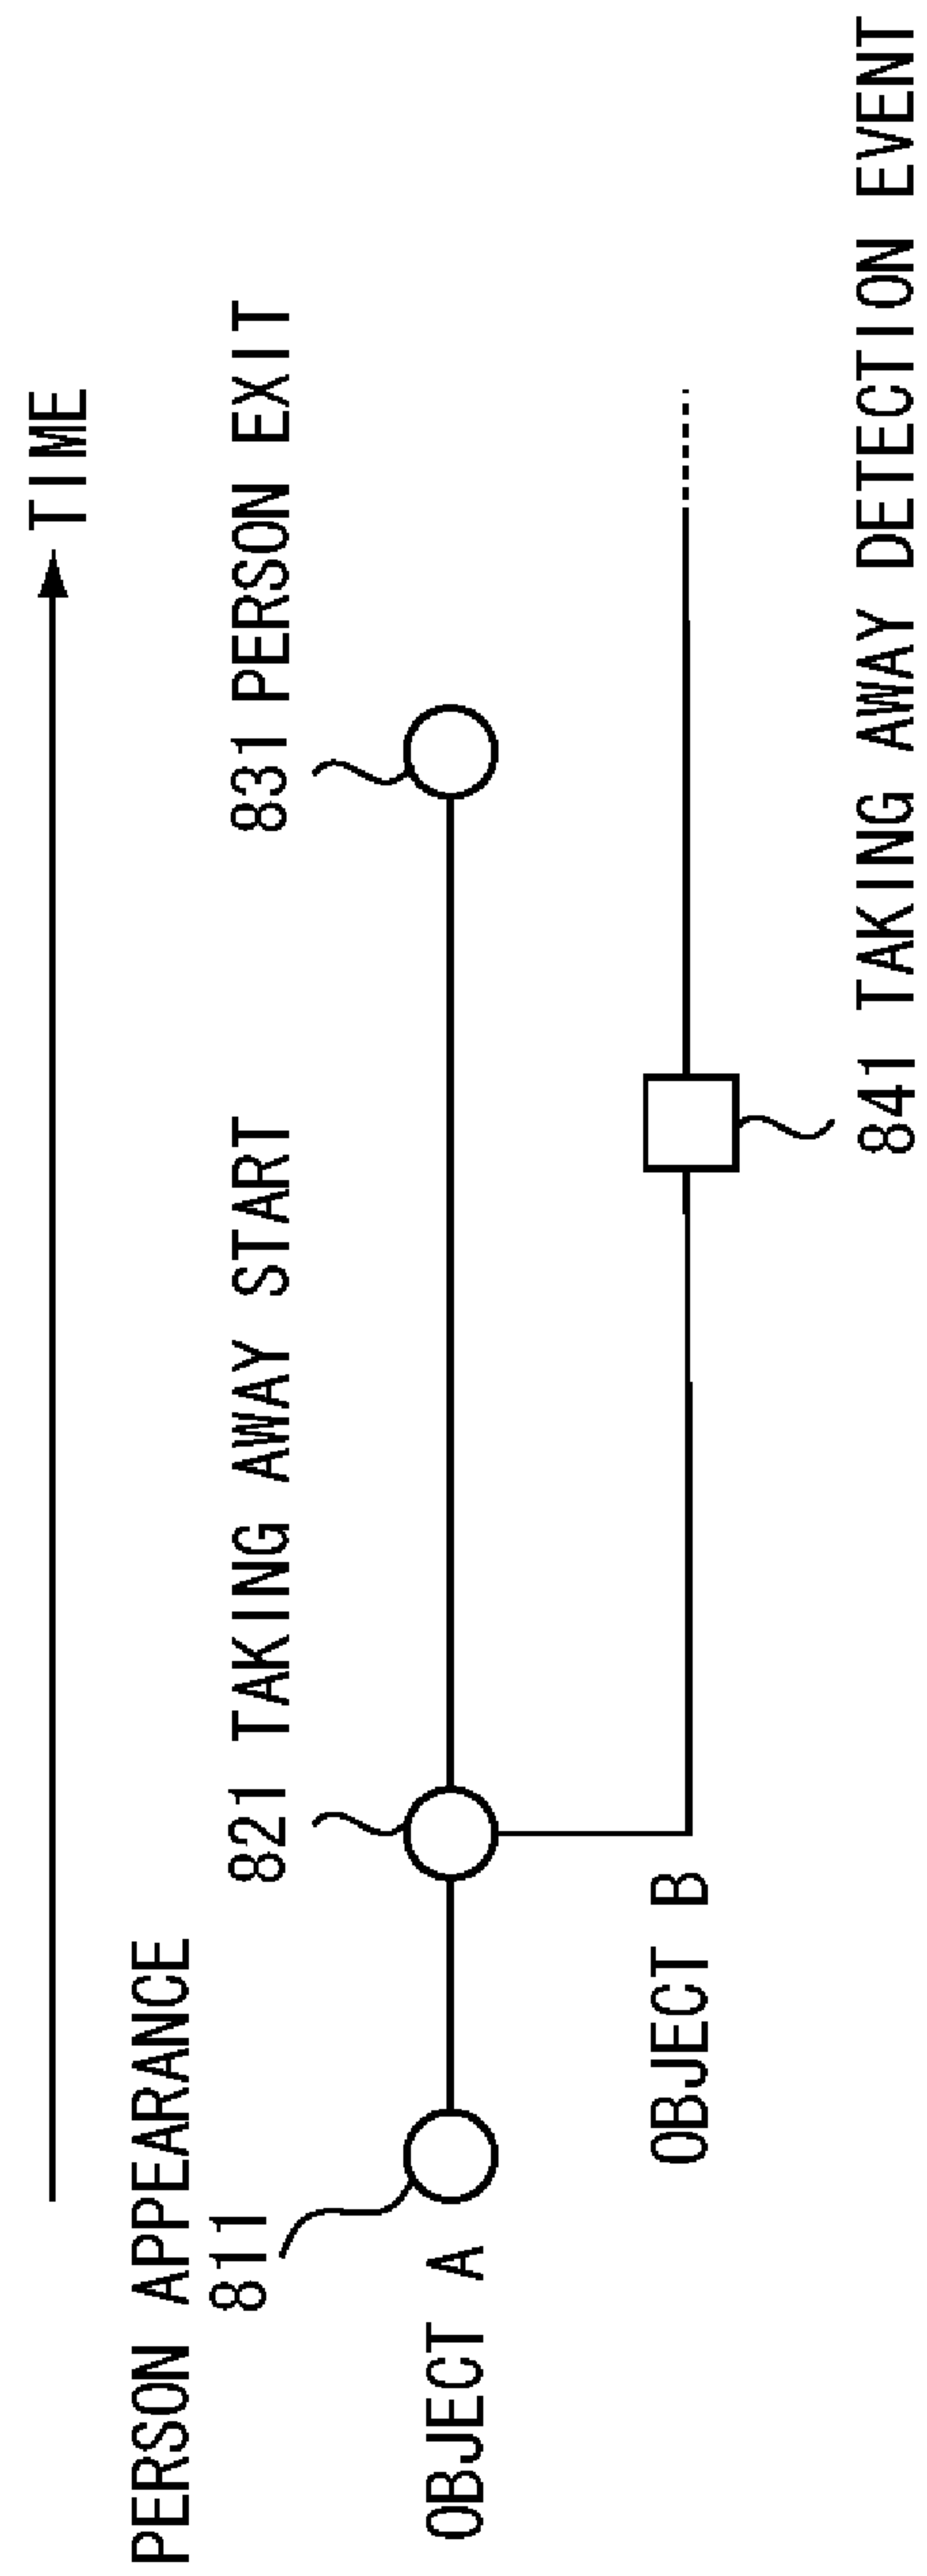 TIME
PERSON APPEARANCE
811
821 TAKING AWAY START
831 PERSON EXIT
OBJECT A
OBJECT B
841 TAKING AWAY DETECTION EVENT